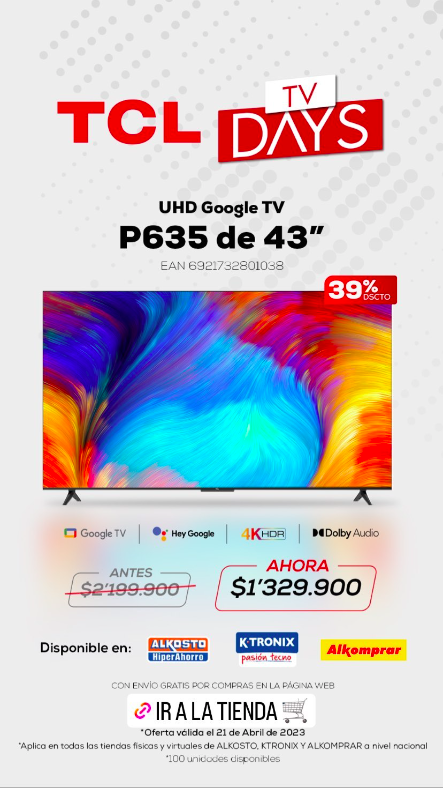 TCL TV DAYS
UHD Google TV
P635 de 43”
EAN 6921732801038
39% DSCTO
Google TV
Hey Google
4K HDR
Dolby Audio
ANTES
$2'199.900
AHORA
$1'329.900
Disponible en:
ALKOSTO
HiperAhorro
K-TRONIX
pasión tecno
Alkomprar
CON ENVÍO GRATIS POR COMPRAS EN LA PÁGINA WEB
IR A LA TIENDA
*Oferta válida el 21 de Abril de 2023
*Aplica en todas las tiendas físicas y virtuales de ALKOSTO, KTRONIX Y ALKOMPRAR a nivel nacional
*100 unidades disponibles